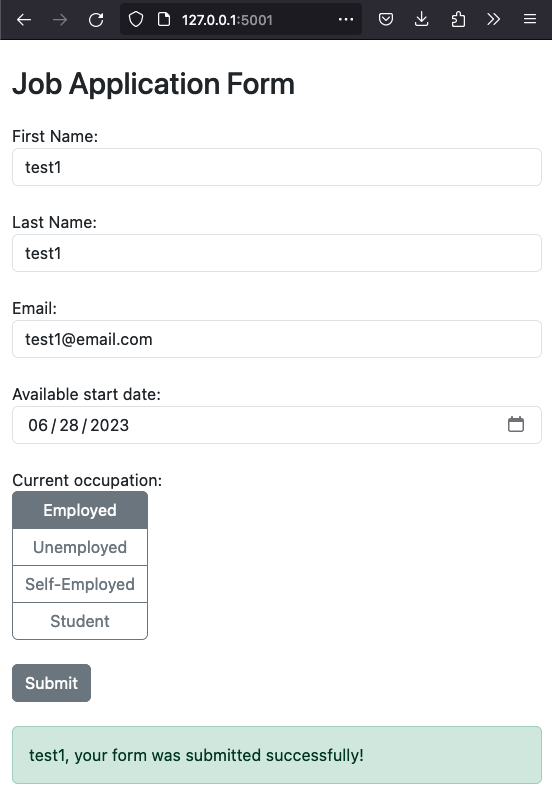 127.0.0.1:5001
Job Application Form
First Name:
test1
Last Name:
test1
Email:
test1@email.com
Available start date:
06/28/2023
Current occupation:
Employed
Unemployed
Self-Employed
Student
Submit
test1, your form was submitted successfully!